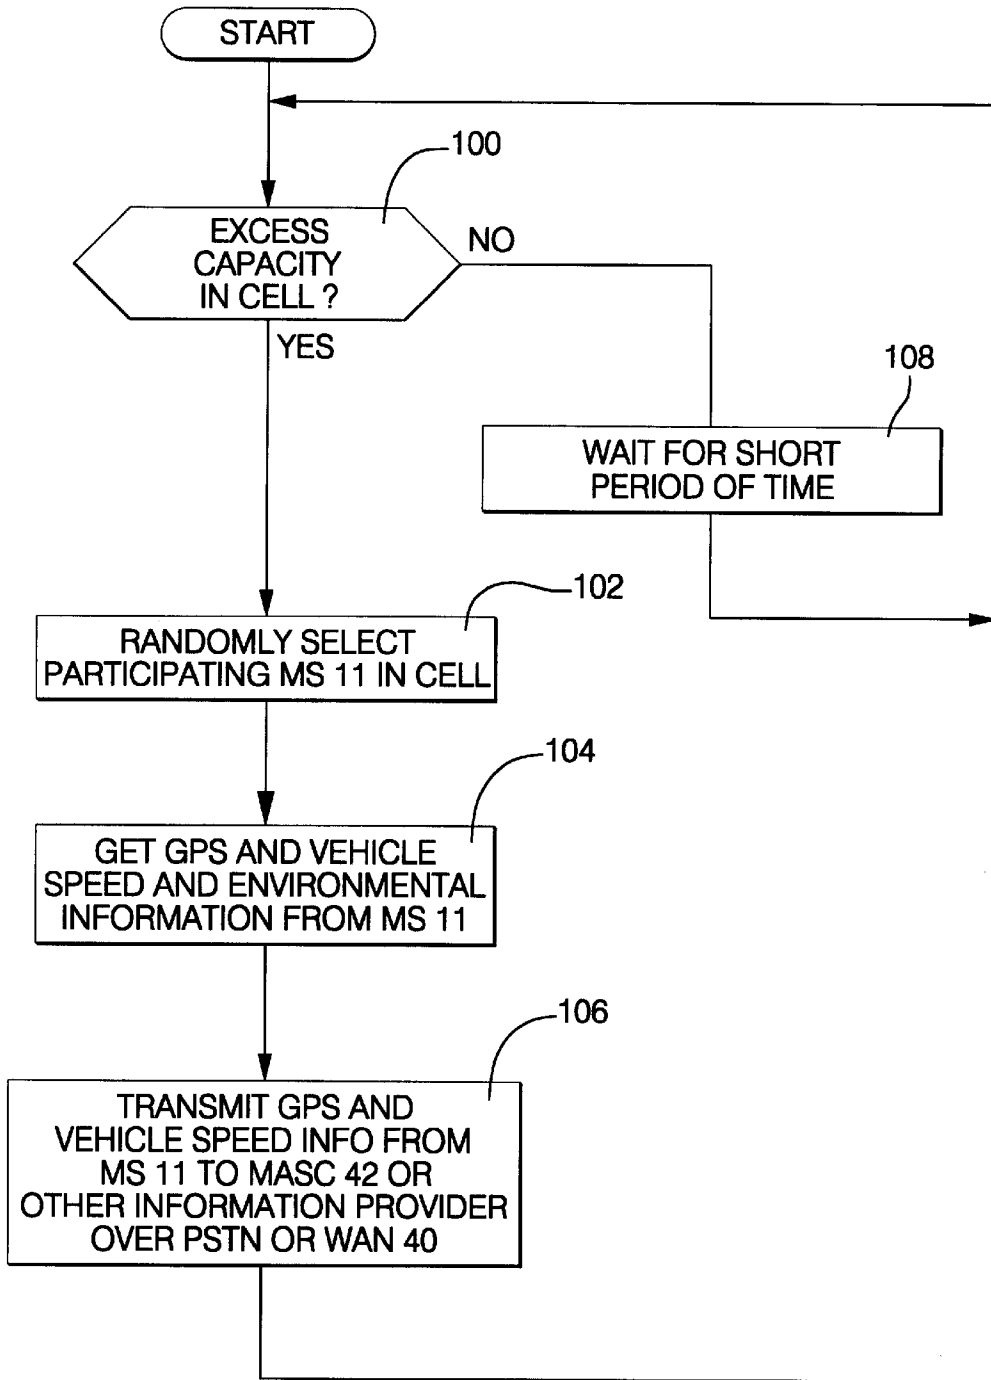 START
100
EXCESS
CAPACITY
IN CELL ?
NO
YES
108
WAIT FOR SHORT
PERIOD OF TIME
102
RANDOMLY SELECT
PARTICIPATING MS 11 IN CELL
104
GET GPS AND VEHICLE
SPEED AND ENVIRONMENTAL
INFORMATION FROM MS 11
106
TRANSMIT GPS AND
VEHICLE SPEED INFO FROM
MS 11 TO MASC 42 OR
OTHER INFORMATION PROVIDER
OVER PSTN OR WAN 40